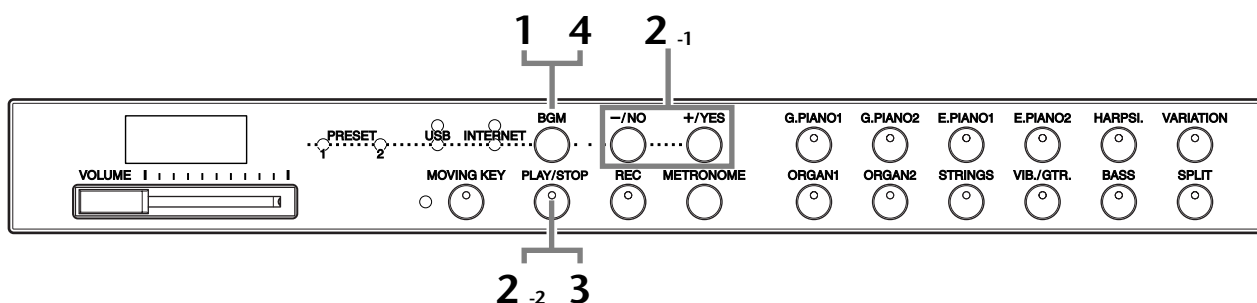 1 4 2 -1
BGM -/NO +/YES G.PIANO1 G.PIANO2 E.PIANO1 E.PIANO2 HARPSI. VARIATION
PRESET USB INTERNET
1 2
VOLUME MOVING KEY PLAY/STOP REC METRONOME ORGAN1 ORGAN2 STRINGS VIB./GTR. BASS SPLIT
2 -2 3